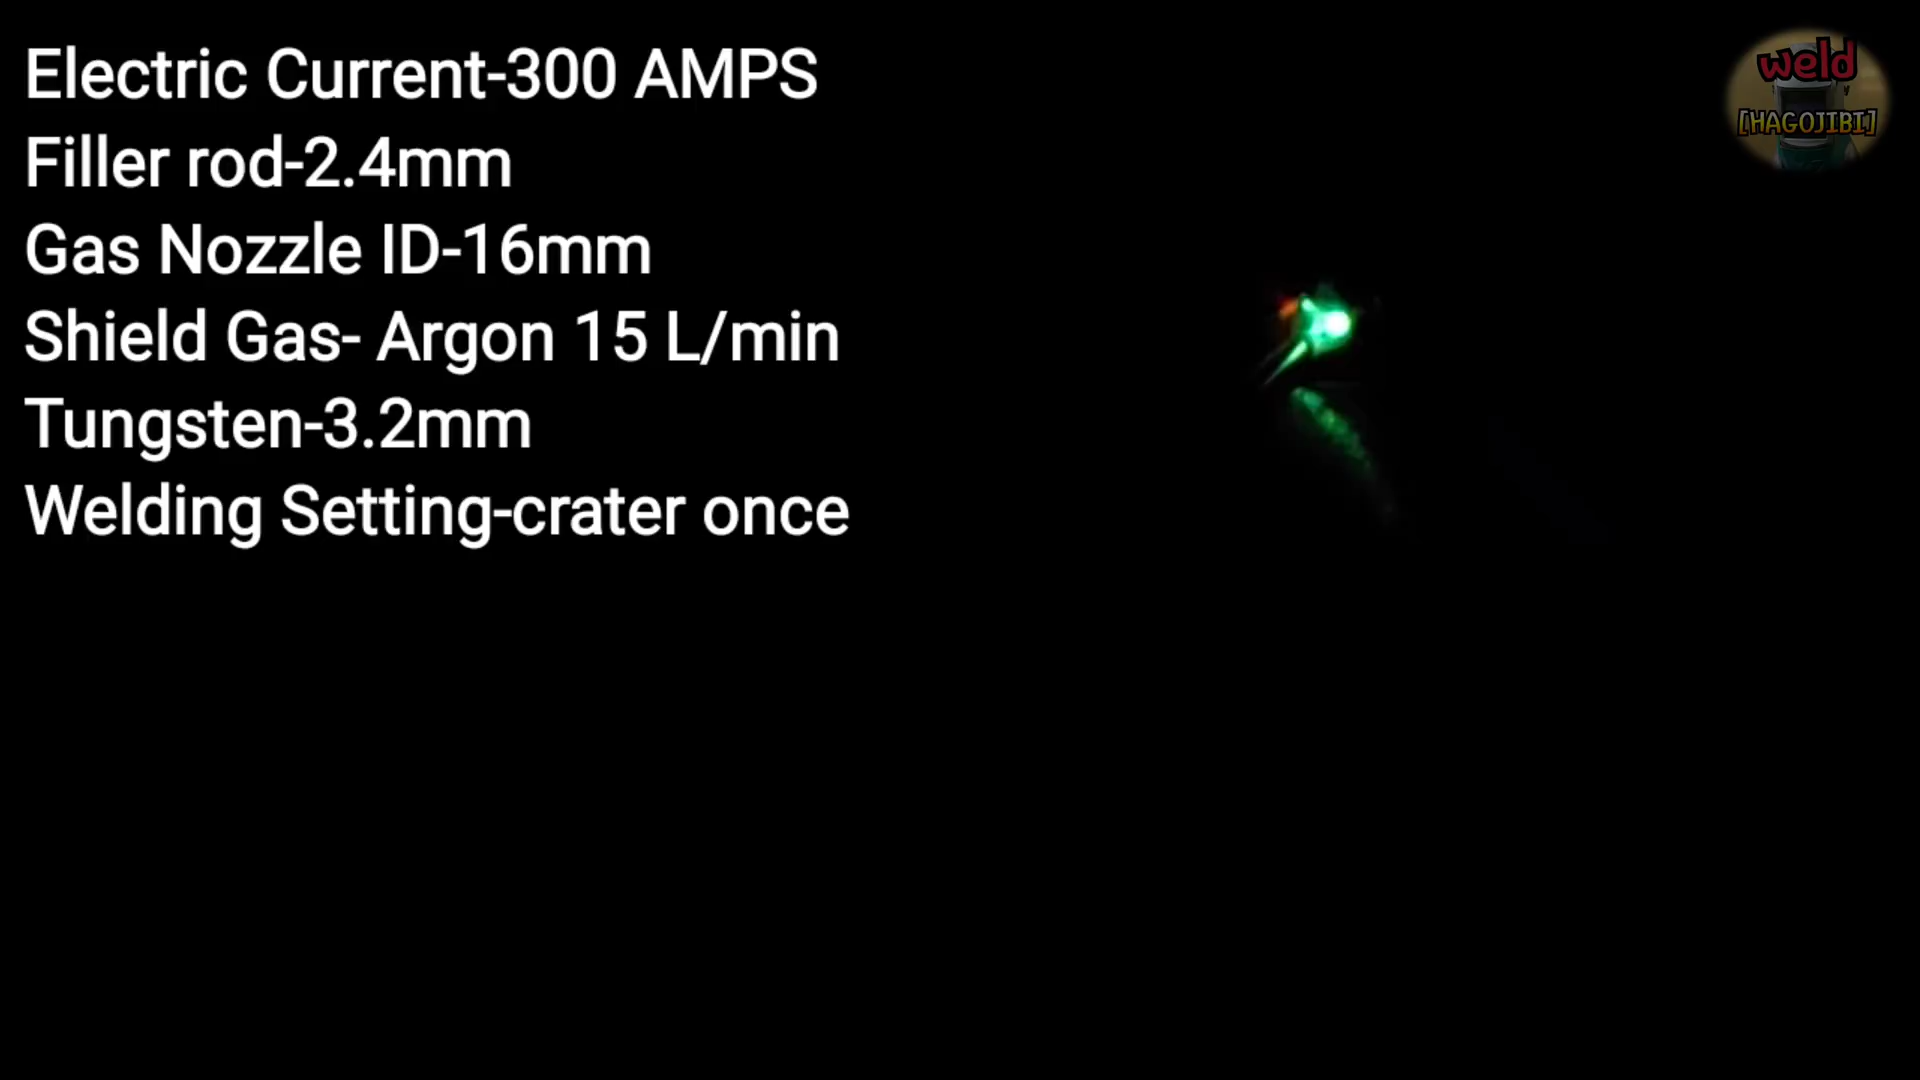 Electric Current-300 AMPS
Filler rod-2.4mm
Gas Nozzle ID-16mm
Shield Gas- Argon 15 L/min
Tungsten-3.2mm
Welding Setting-crater once
weld
[HAGOJIBI]